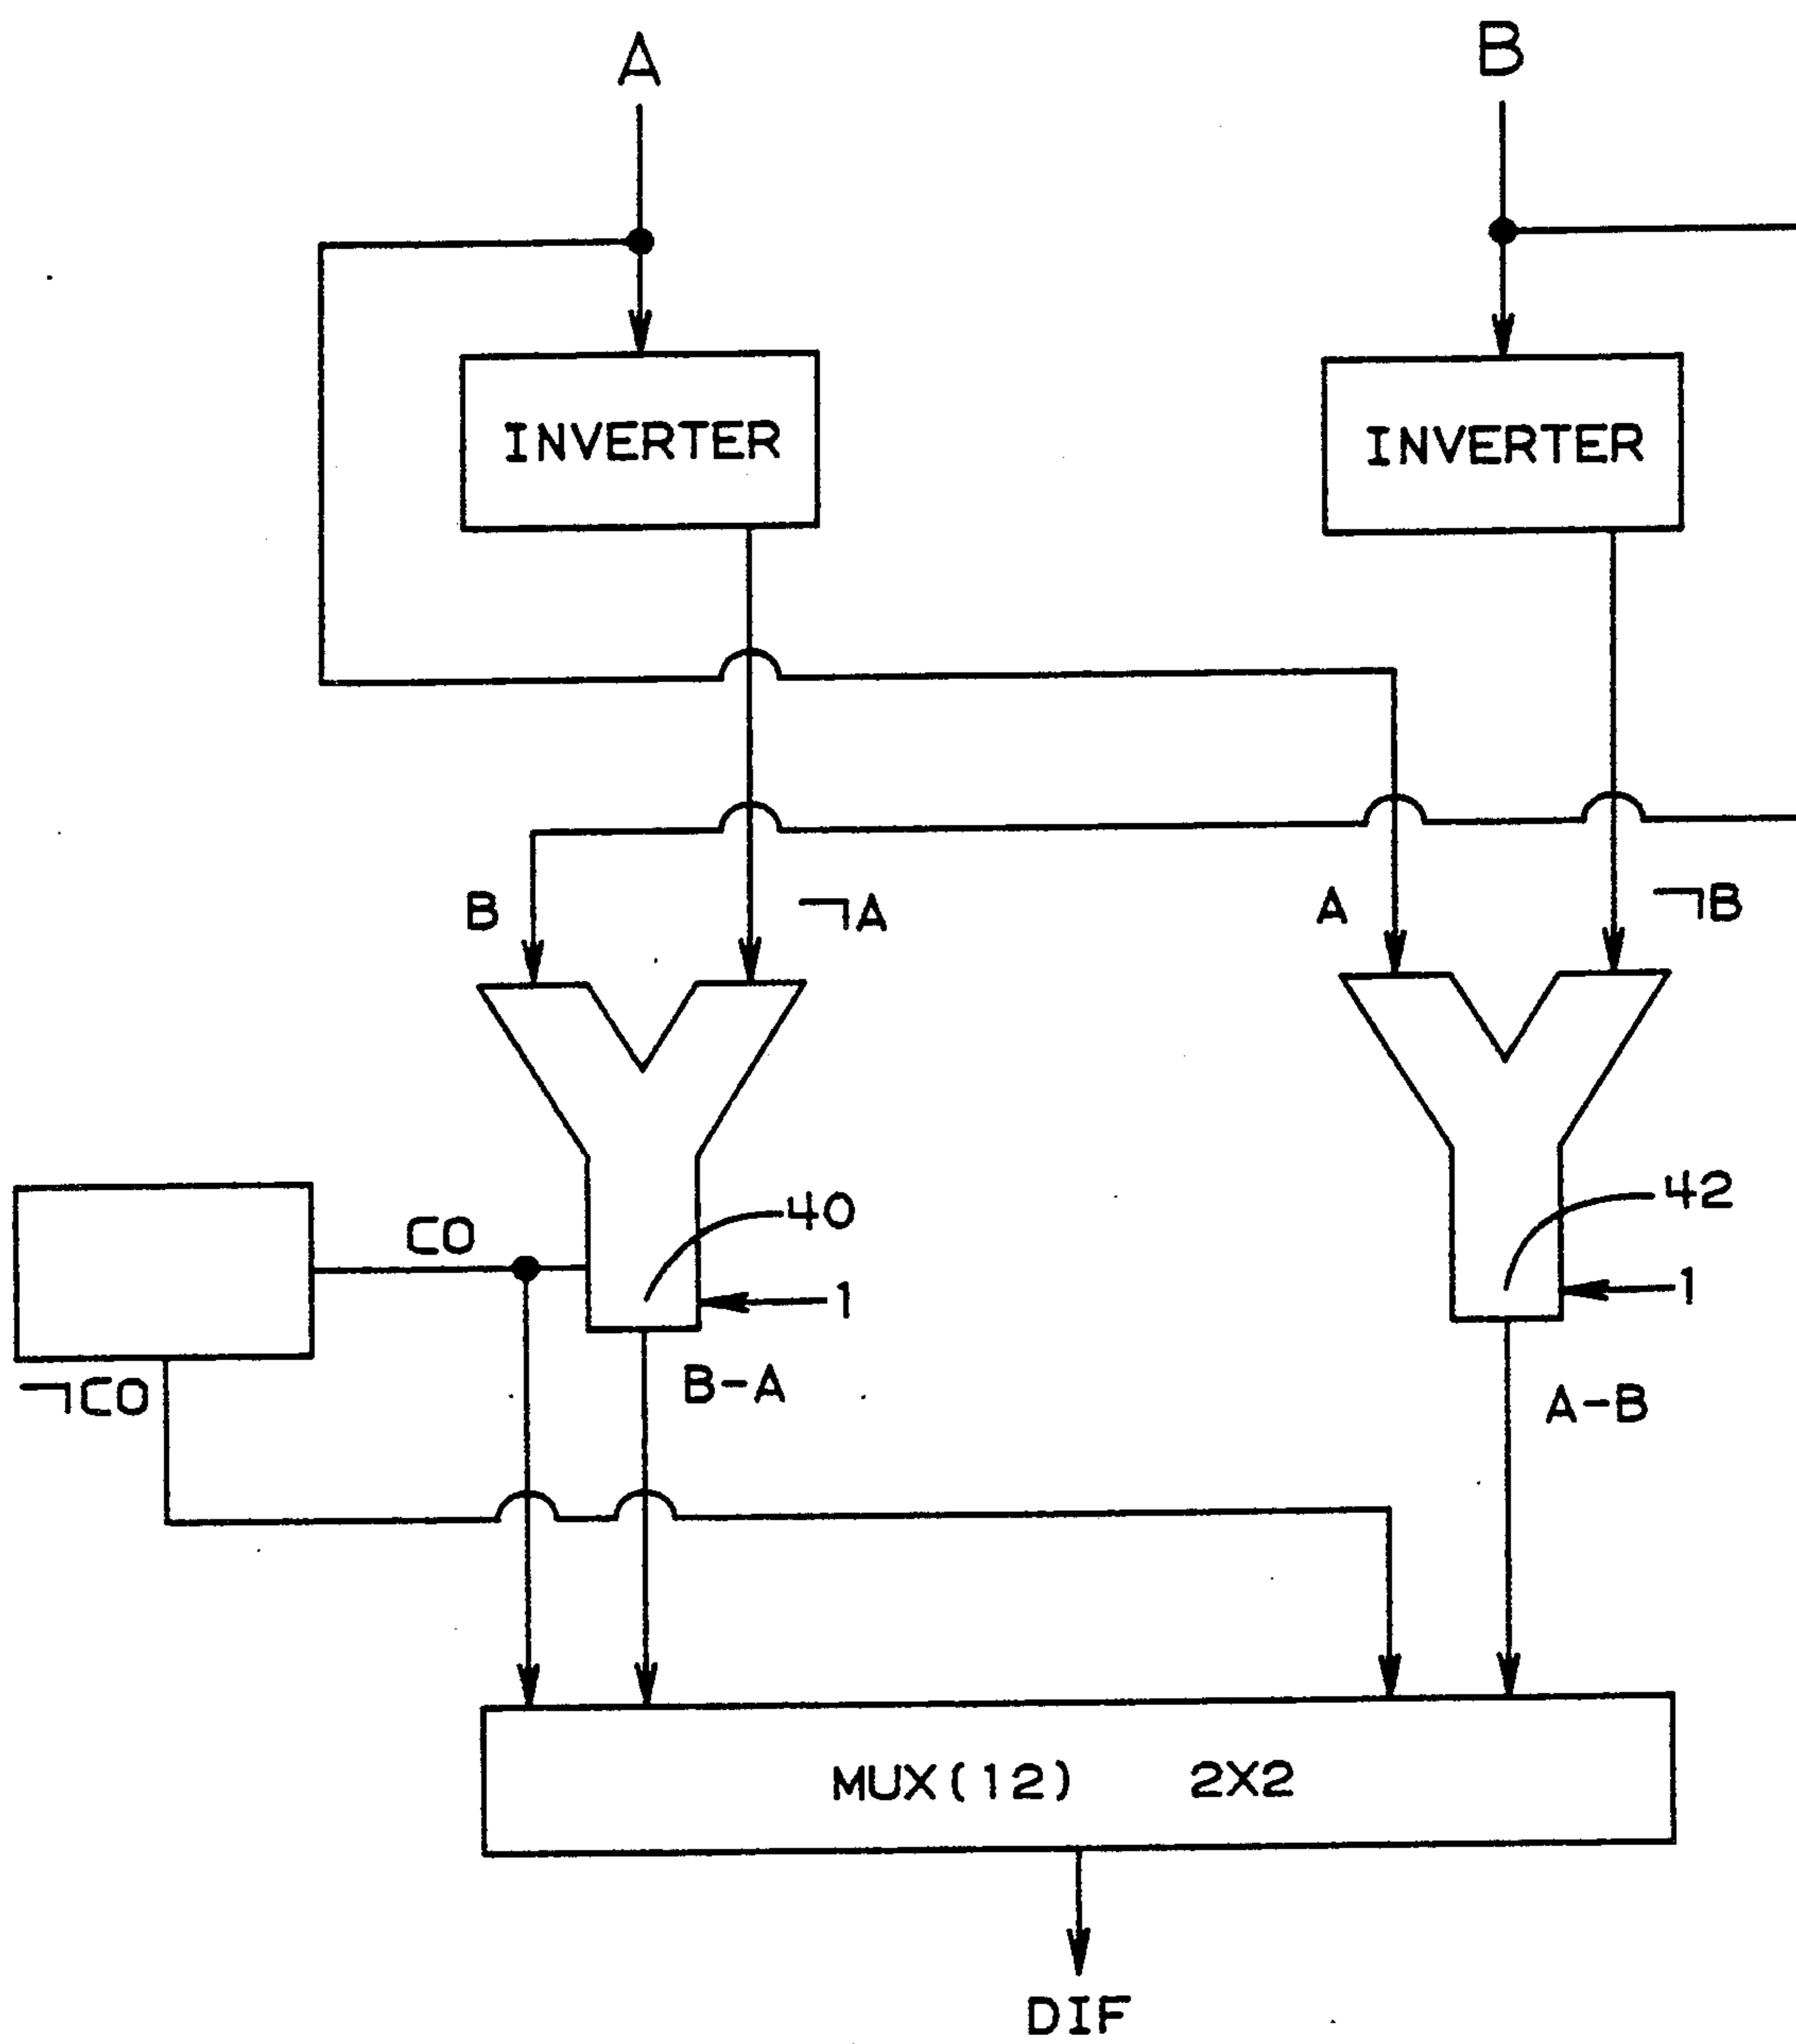 A
B
INVERTER
INVERTER
B
¬A
A
¬B
CO
40
42
1
1
¬CO
B-A
A-B
MUX(12) 2X2
DIF